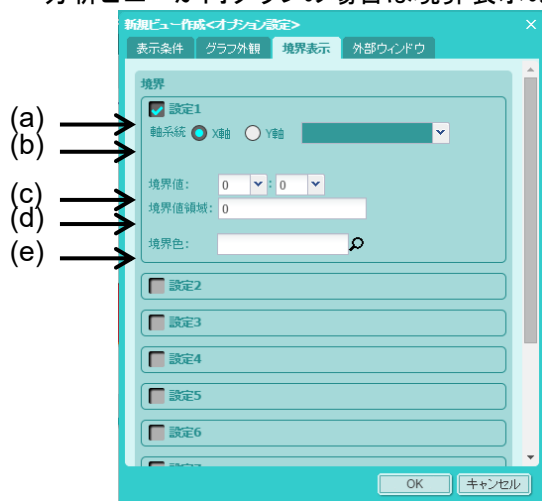 新規ビュー作成<オプション設定>
表示条件 グラフ外観 境界表示 外部ウィンドウ
境界
(a) 設定1
(b) 軸系統 X軸 Y軸
(c) 境界値: 0 : 0
(d) 境界値領域: 0
(e) 境界色:
設定2
設定3
設定4
設定5
設定6
OK キャンセル